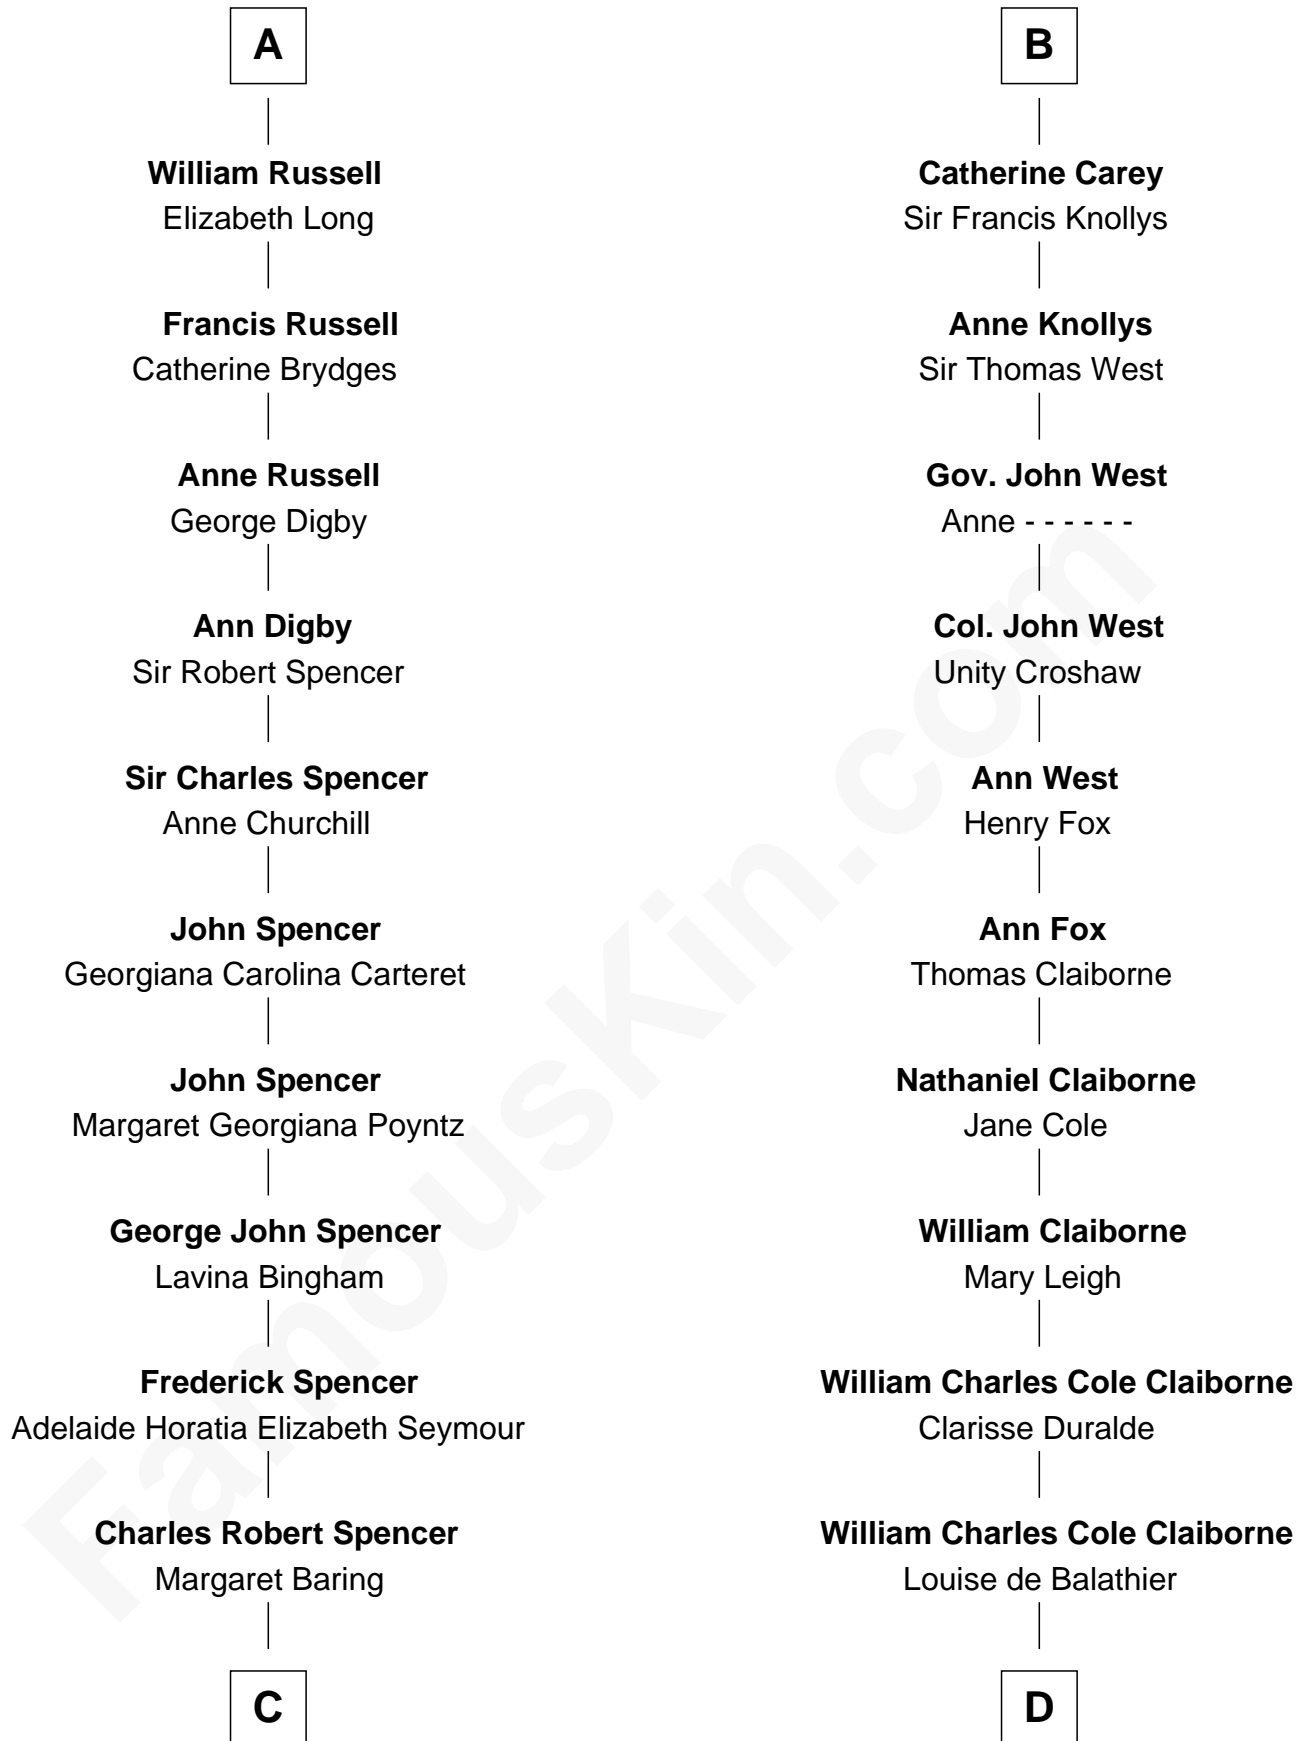 A
William Russell
Elizabeth Long
Francis Russell
Catherine Brydges
Anne Russell
George Digby
Ann Digby
Sir Robert Spencer
Sir Charles Spencer
Anne Churchill
John Spencer
Georgiana Carolina Carteret
John Spencer
Margaret Georgiana Poyntz
George John Spencer
Lavina Bingham
Frederick Spencer
Adelaide Horatia Elizabeth Seymour
Charles Robert Spencer
Margaret Baring
C
B
Catherine Carey
Sir Francis Knollys
Anne Knollys
Sir Thomas West
Gov. John West
Anne - - - - - -
Col. John West
Unity Croshaw
Ann West
Henry Fox
Ann Fox
Thomas Claiborne
Nathaniel Claiborne
Jane Cole
William Claiborne
Mary Leigh
William Charles Cole Claiborne
Clarisse Duralde
William Charles Cole Claiborne
Louise de Balathier
D
FamousKin.com